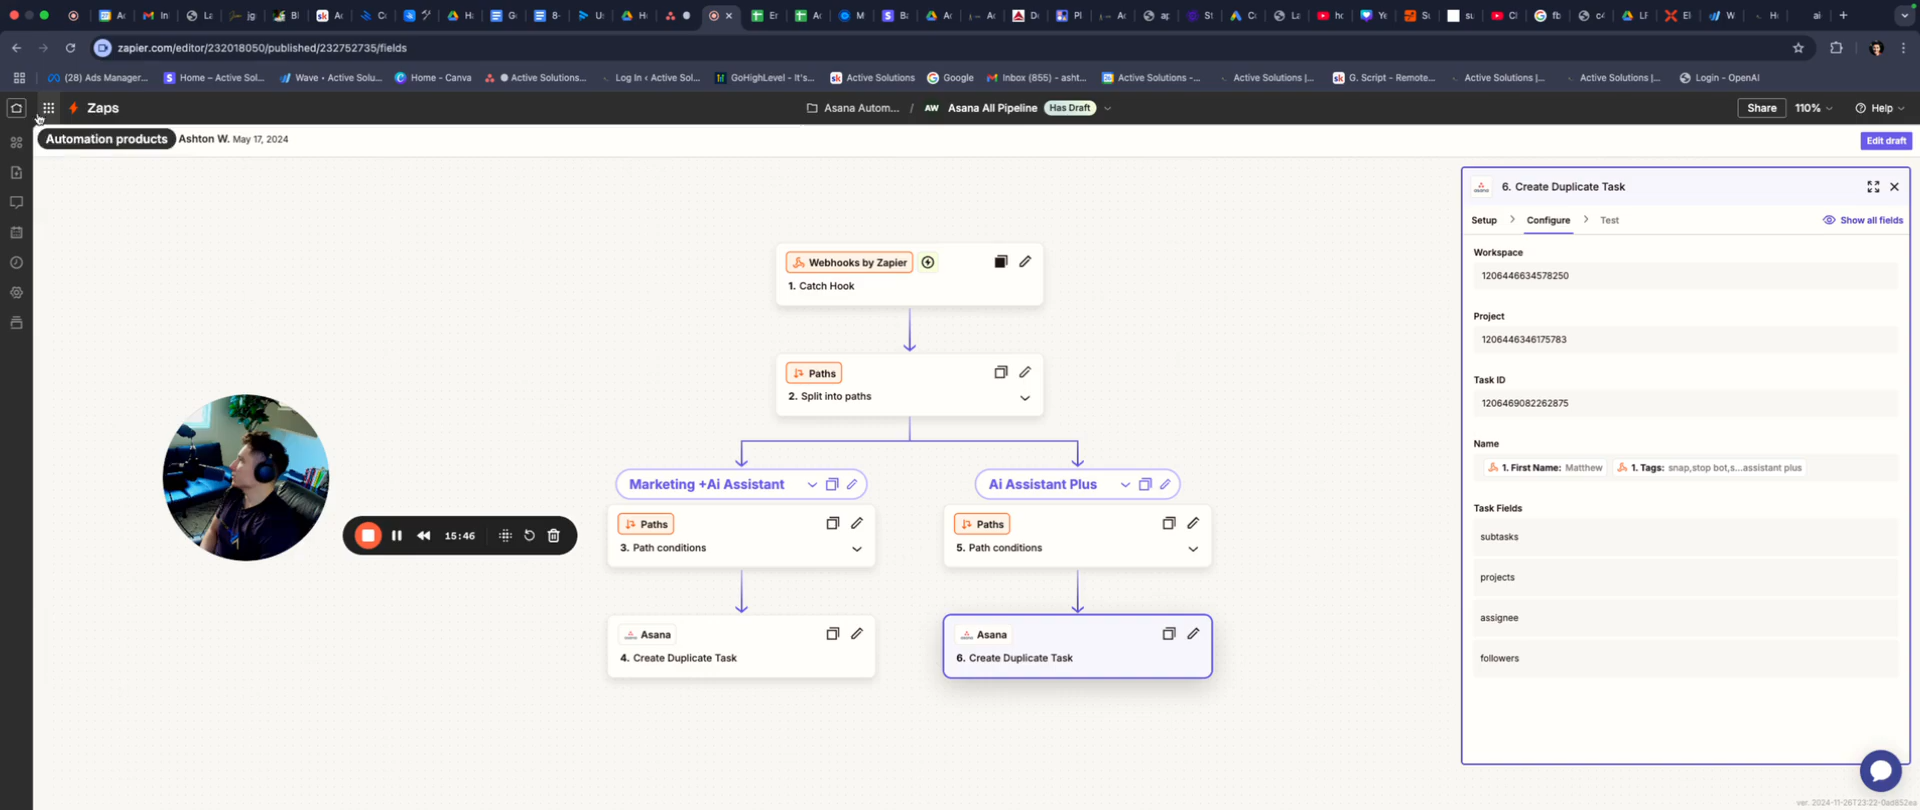 zapier.com/editor/232018050/published/232752735/fields
(28) Ads Manager...
Home – Active Sol...
Wave • Active Solu...
Home - Canva
Active Solutions...
Log In ‹ Active Sol...
GoHighLevel - It's...
Active Solutions
Google
Inbox (855) - asht...
Active Solutions -...
Active Solutions |...
G. Script - Remote...
Active Solutions |...
Active Solutions |...
Login - OpenAI
Zaps
Asana Autom... / AW Asana All Pipeline Has Draft
Share
110%
Help
Automation products
Ashton W. May 17, 2024
Edit draft
Webhooks by Zapier
1. Catch Hook
Paths
2. Split into paths
Marketing +Ai Assistant
Ai Assistant Plus
Paths
3. Path conditions
Paths
5. Path conditions
Asana
4. Create Duplicate Task
Asana
6. Create Duplicate Task
15:46
6. Create Duplicate Task
Setup
Configure
Test
Show all fields
Workspace
1206446634578250
Project
1206446346175783
Task ID
1206469082262875
Name
1. First Name: Matthew
1. Tags: snap,stop bot,s...assistant plus
Task Fields
subtasks
projects
assignee
followers
ver. 2024-11-26T23:22-0ad852ea